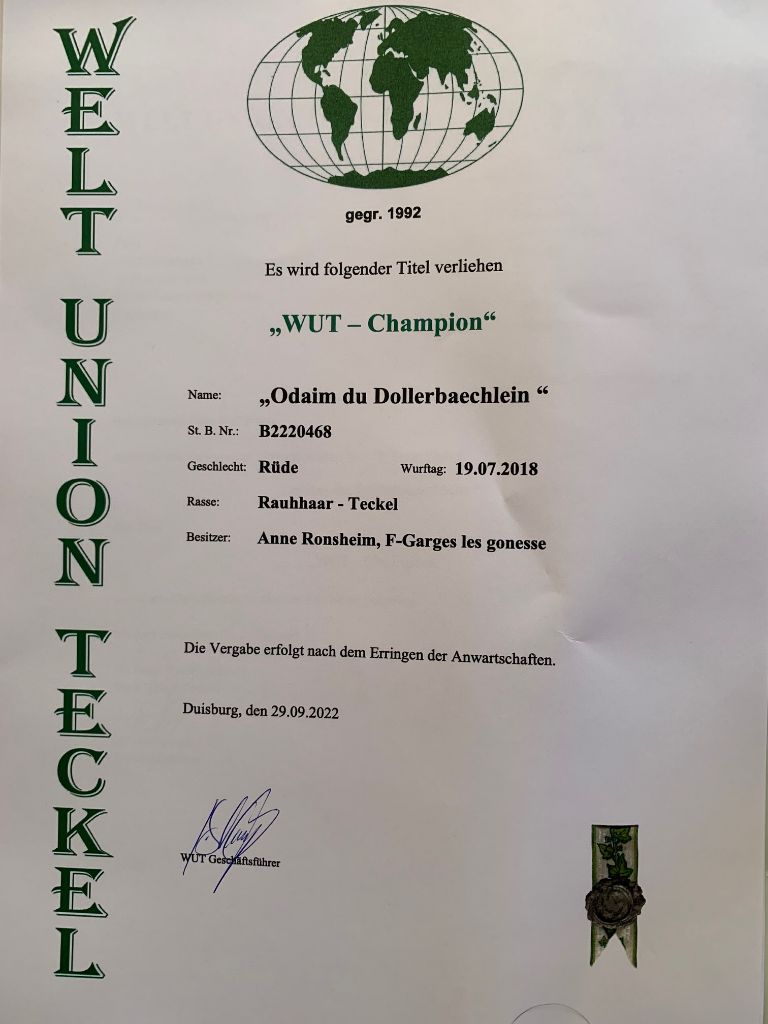 WELT UNION TECKEL
gegr. 1992
Es wird folgender Titel verliehen
„WUT – Champion“
Name: „Odaim du Dollerbaechlein “
St. B. Nr.: B2220468
Geschlecht: Rüde Wurftag: 19.07.2018
Rasse: Rauhhaar - Teckel
Besitzer: Anne Ronsheim, F-Garges les gonesse
Die Vergabe erfolgt nach dem Erringen der Anwartschaften.
Duisburg, den 29.09.2022
WUT Geschäftsführer